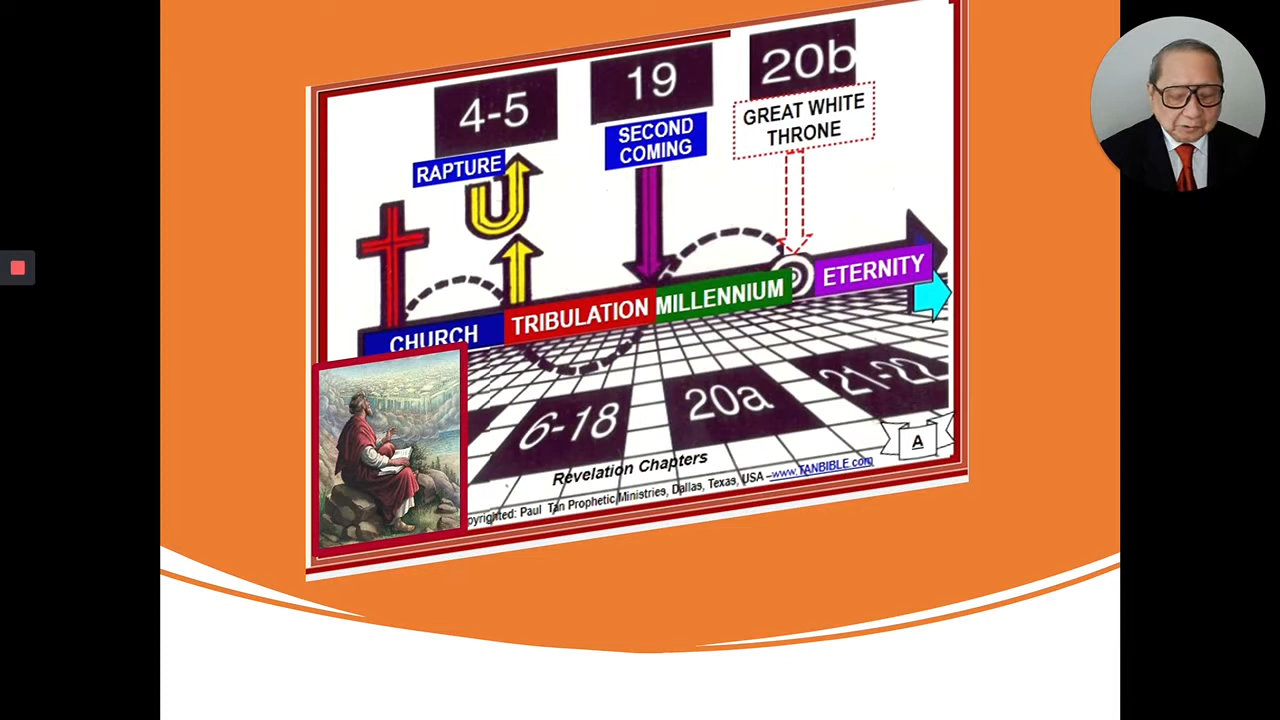 4-5
19
20b
RAPTURE
SECOND
COMING
GREAT WHITE
THRONE
CHURCH
TRIBULATION
MILLENNIUM
ETERNITY
6-18
20a
21-22
A
Revelation Chapters
opyrighted: Paul Tan Prophetic Ministries, Dallas, Texas, USA –www.TANBIBLE.com